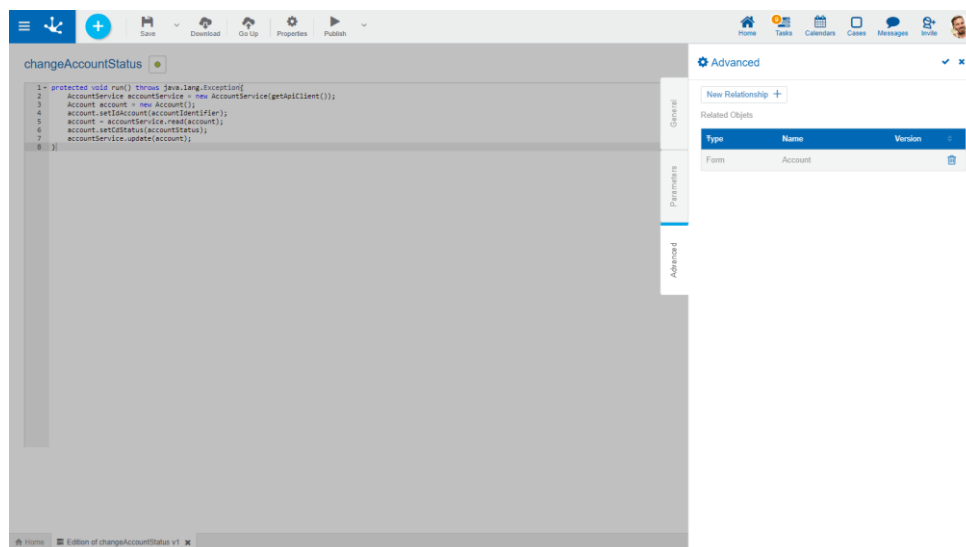 Save
Download
Go Up
Properties
Publish
Home
0
Tasks
Calendars
Cases
Messages
Invite
changeAccountStatus
1 protected void run() throws java.lang.Exception{
2 AccountService accountService = new AccountService(getApiClient());
3 Account account = new Account();
4 account.setIdAccount(accountIdentifier);
5 account = accountService.read(account);
6 account.setCdStatus(accountStatus);
7 accountService.update(account);
8 }
General
Parameters
Advanced
Advanced
New Relationship +
Related Objets
Type Name Version
Form Account
Home
Edition of changeAccountStatus v1 x